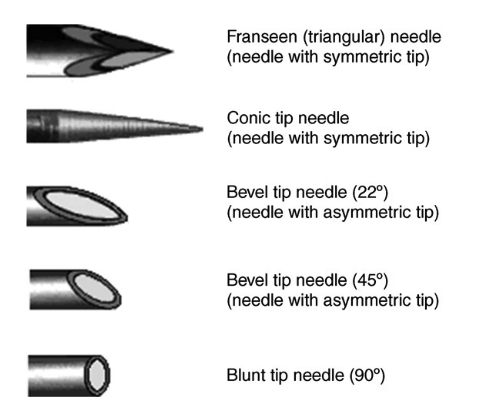 Franseen (triangular) needle
(needle with symmetric tip)
Conic tip needle
(needle with symmetric tip)
Bevel tip needle (22º)
(needle with asymmetric tip)
Bevel tip needle (45º)
(needle with asymmetric tip)
Blunt tip needle (90º)